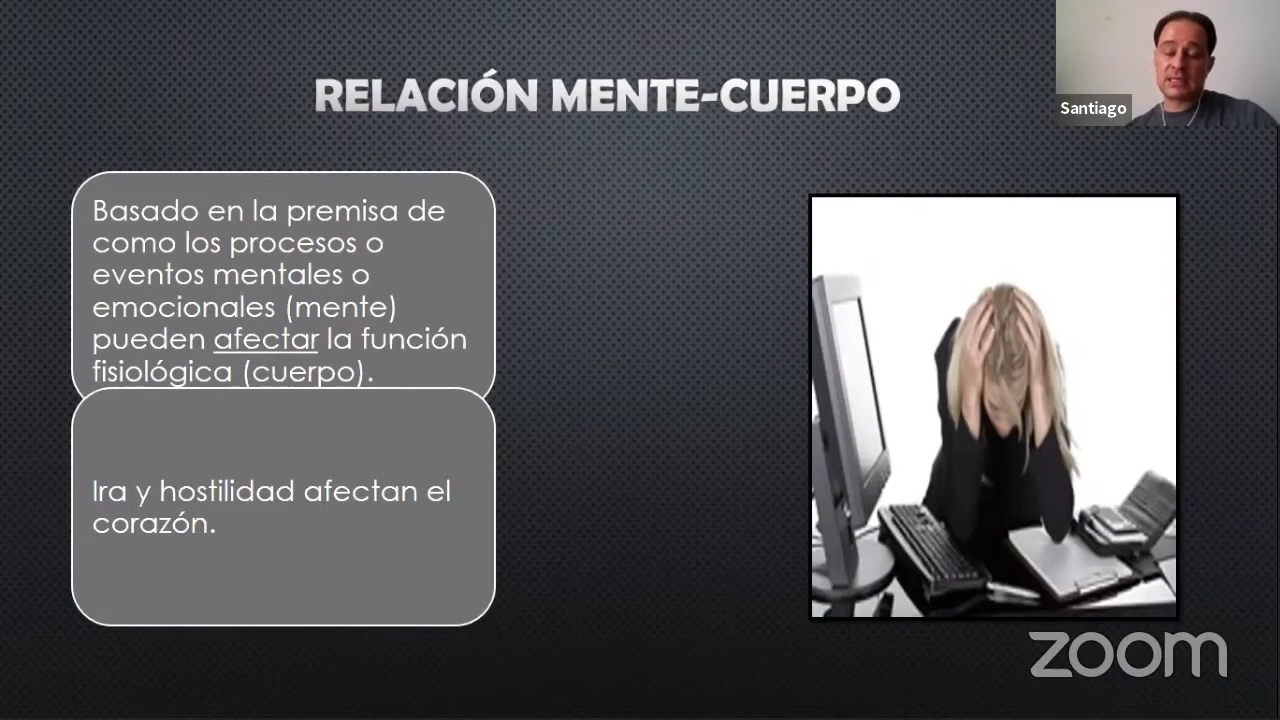 RELACIÓN MENTE-CUERPO
Santiago
Basado en la premisa de
como los procesos o
eventos mentales o
emocionales (mente)
pueden afectar la función
fisiológica (cuerpo).
Ira y hostilidad afectan el
corazón.
zoom